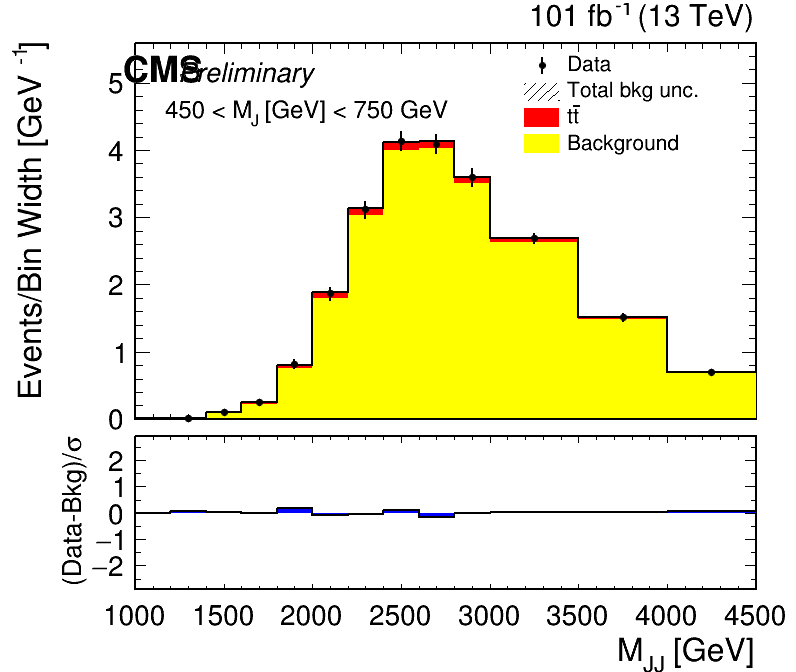 101 fb⁻¹ (13 TeV)
CMS Preliminary
450 < M_J [GeV] < 750 GeV
Data
Total bkg unc.
tt̄
Background
Events/Bin Width [GeV⁻¹]
5
4
3
2
1
0
(Data-Bkg)/σ
2
1
0
−1
−2
1000 1500 2000 2500 3000 3500 4000 4500
M_JJ [GeV]